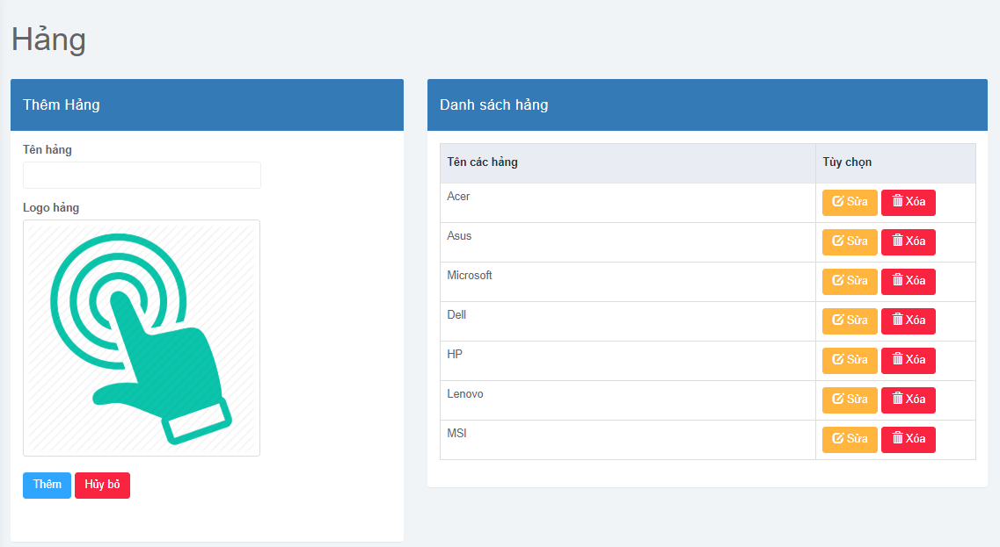 Hảng
Thêm Hảng
Tên hảng
Logo hảng
Thêm Hủy bỏ
Danh sách hảng
Tên các hảng Tùy chọn
Acer Sửa Xóa
Asus Sửa Xóa
Microsoft Sửa Xóa
Dell Sửa Xóa
HP Sửa Xóa
Lenovo Sửa Xóa
MSI Sửa Xóa